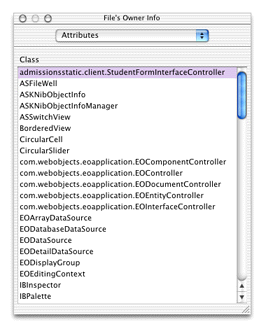 File's Owner Info
Attributes
Class
admissionsstatic.client.StudentFormInterfaceController
ASFileWell
ASKNibObjectInfo
ASKNibObjectInfoManager
ASSwitchView
BorderedView
CircularCell
CircularSlider
com.webobjects.eoapplication.EOComponentController
com.webobjects.eoapplication.EOController
com.webobjects.eoapplication.EODocumentController
com.webobjects.eoapplication.EOEntityController
com.webobjects.eoapplication.EOInterfaceController
EOArrayDataSource
EODatabaseDataSource
EODataSource
EODetailDataSource
EODisplayGroup
EOEditingContext
IBInspector
IBPalette